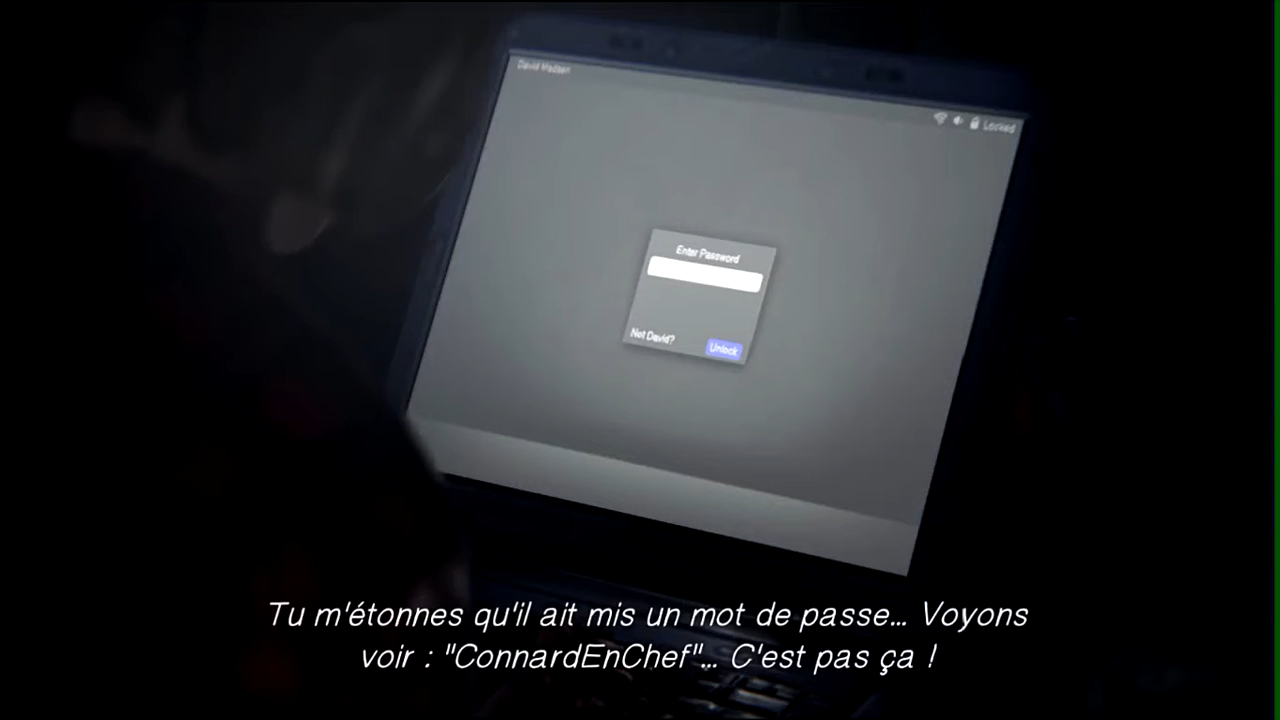 David Madsen
Locked
Enter Password
Not David?
Unlock
Tu m'étonnes qu'il ait mis un mot de passe... Voyons
voir : "ConnardEnChef"... C'est pas ça !